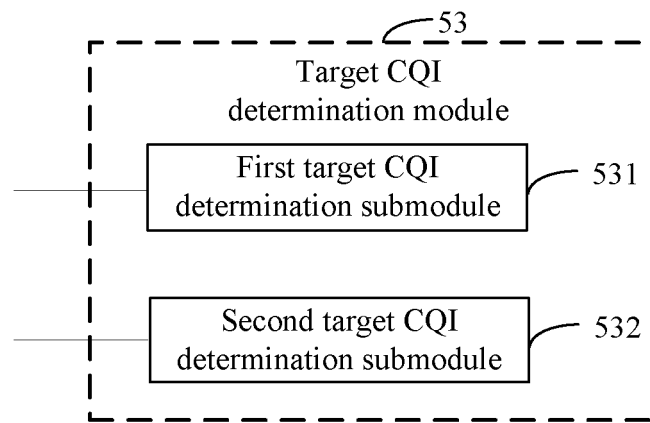 53
Target CQI
determination module
First target CQI
determination submodule
531
Second target CQI
determination submodule
532